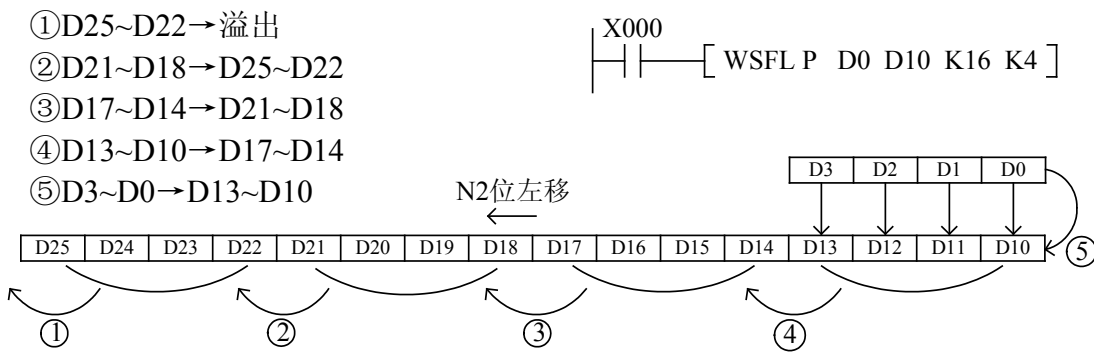 ①D25~D22→溢出
②D21~D18→D25~D22
③D17~D14→D21~D18
④D13~D10→D17~D14
⑤D3~D0→D13~D10
X000
WSFL P D0 D10 K16 K4
D3 D2 D1 D0
N2位左移
D25 D24 D23 D22 D21 D20 D19 D18 D17 D16 D15 D14 D13 D12 D11 D10
⑤
① ② ③ ④